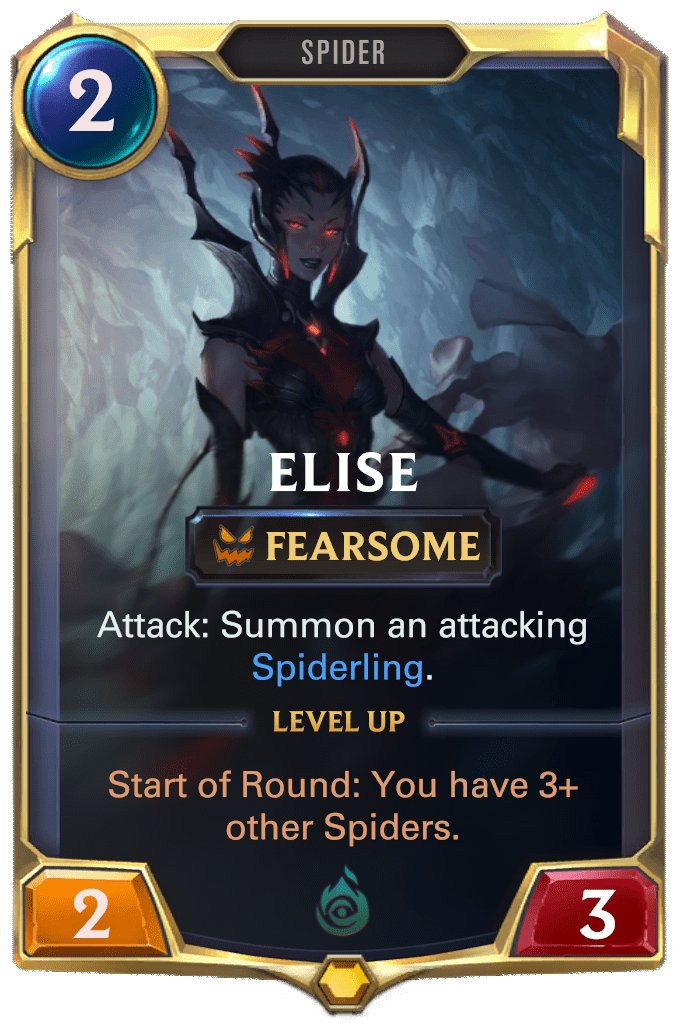 SPIDER
2
ELISE
FEARSOME
Attack: Summon an attacking
Spiderling.
LEVEL UP
Start of Round: You have 3+
other Spiders.
2
3